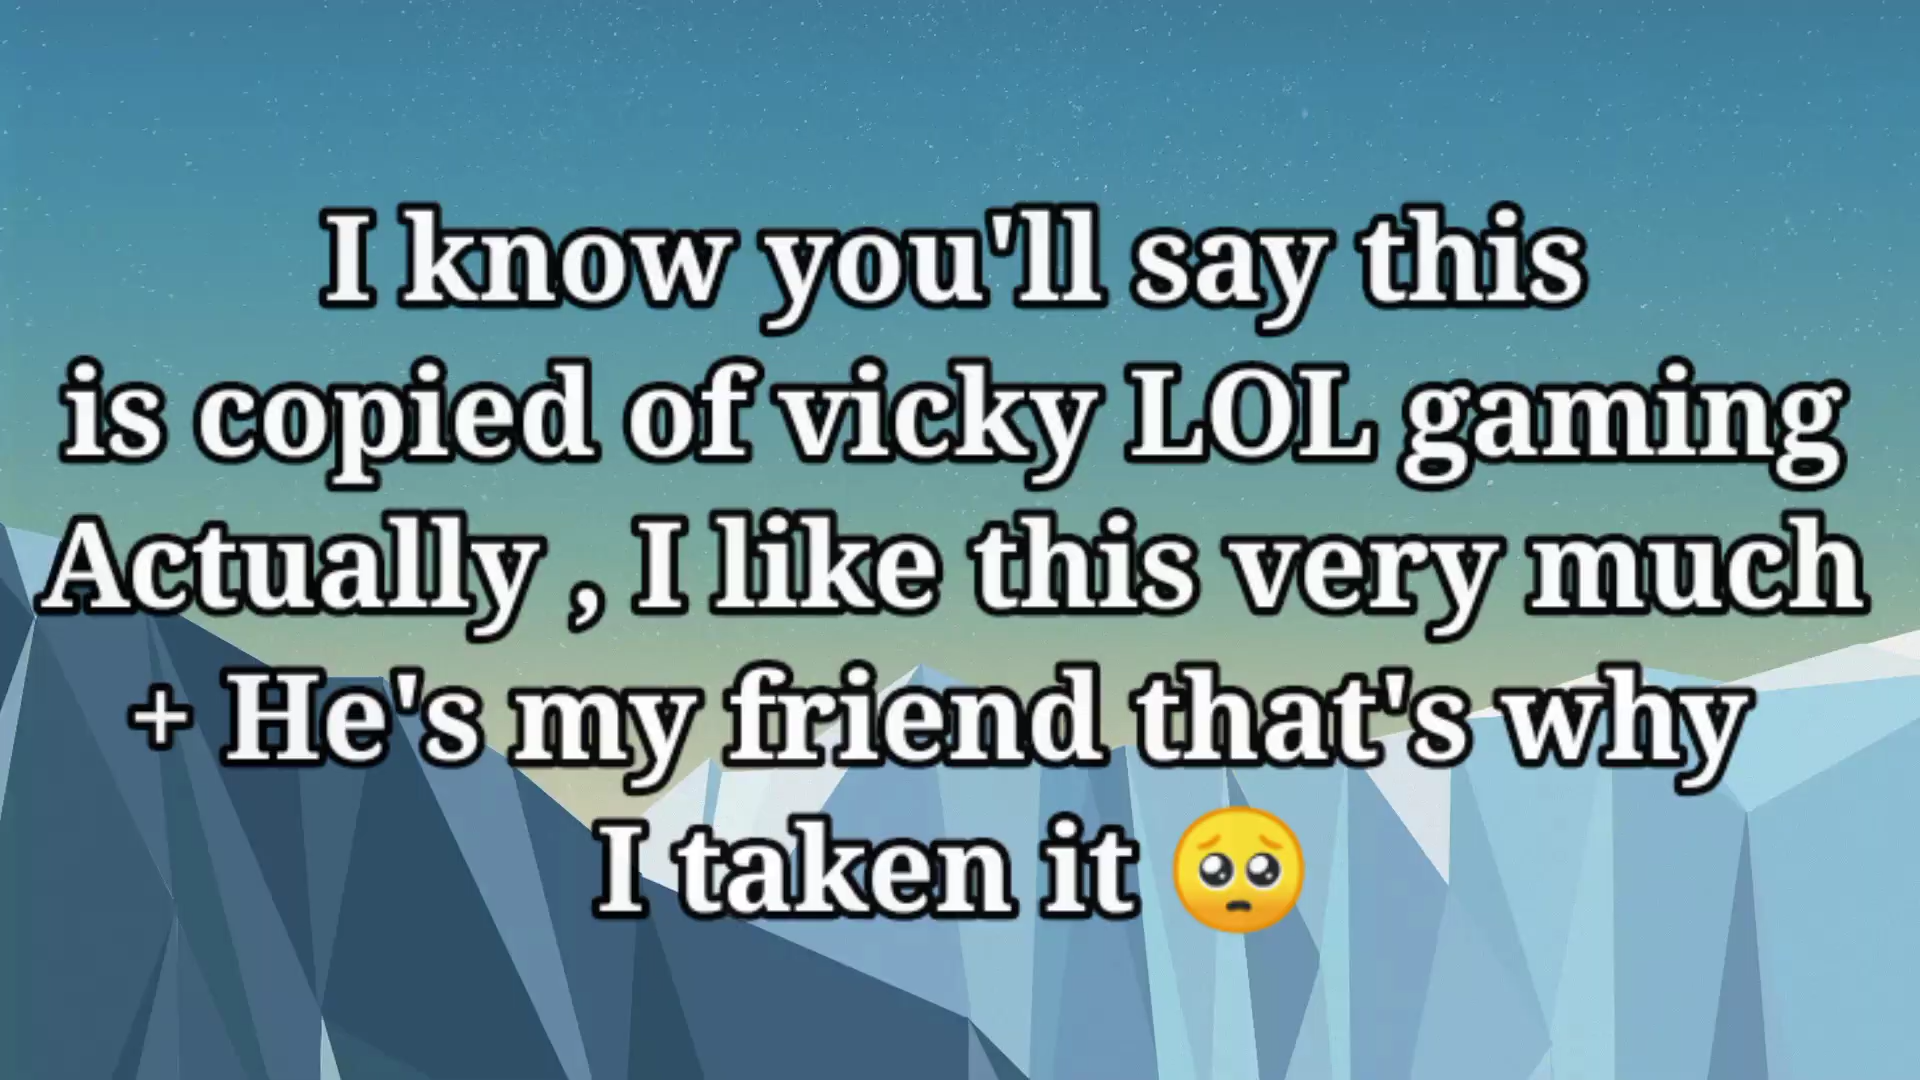 I know you'll say this
is copied of vicky LOL gaming
Actually , I like this very much
+ He's my friend that's why
I taken it 🥺